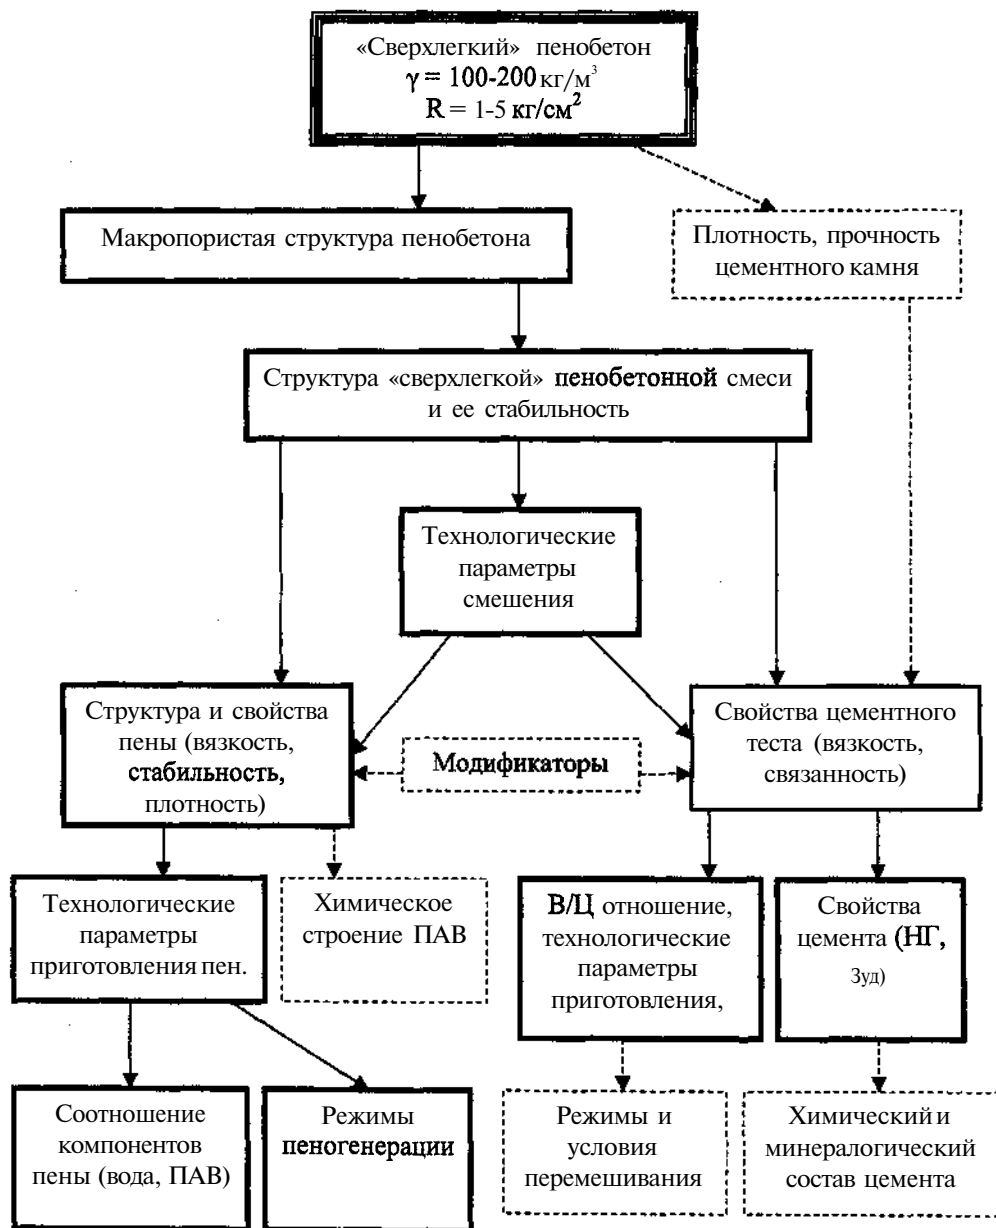 «Сверхлегкий» пенобетон
γ = 100-200 кг/м³
R = 1-5 кг/см²
Макропористая структура пенобетона
Плотность, прочность
цементного камня
Структура «сверхлегкой» пенобетонной смеси
и ее стабильность
Технологические
параметры
смешения
Структура и свойства
пены (вязкость,
стабильность,
плотность)
Модификаторы
Свойства цементного
теста (вязкость,
связанность)
Технологические
параметры
приготовления пен.
Химическое
строение ПАВ
В/Ц отношение,
технологические
параметры
приготовления,
Свойства
цемента (НГ,
Зуд)
Соотношение
компонентов
пены (вода, ПАВ)
Режимы
пеногенерации
Режимы и
условия
перемешивания
Химический и
минералогический
состав цемента